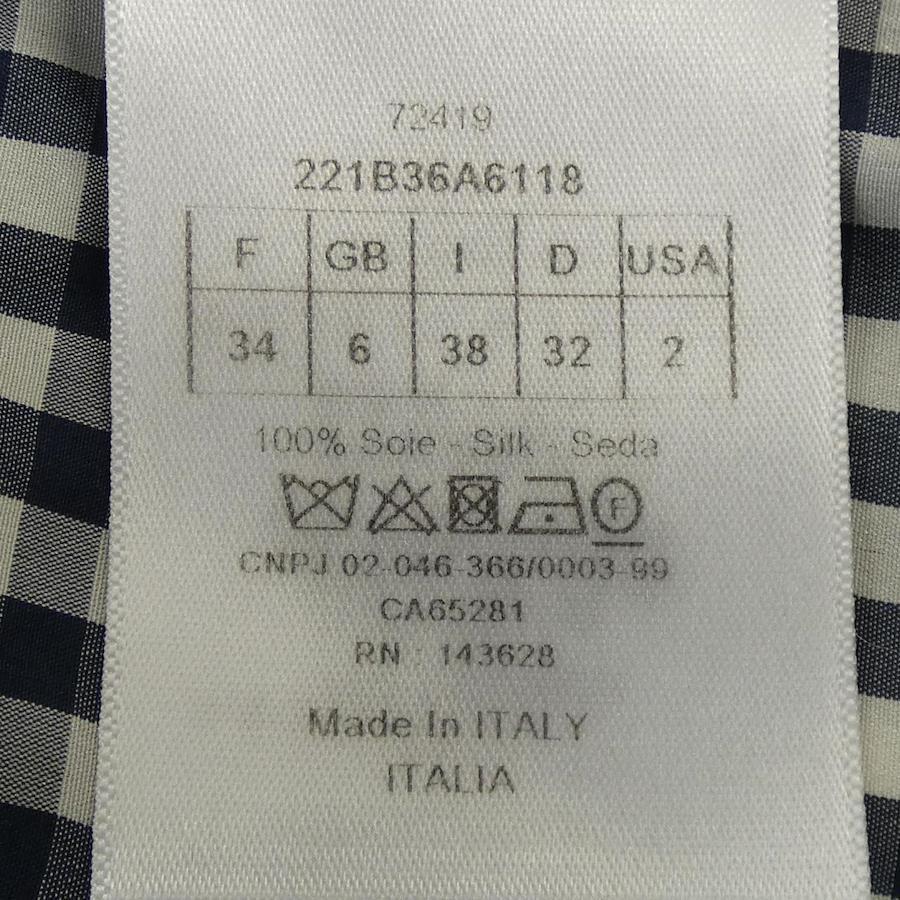 72419
221B36A6118
F GB I D USA
34 6 38 32 2
100% Soie - Silk - Seda
F
CNPJ 02-046-366/0003-99
CA65281
RN : 143628
Made In ITALY
ITALIA